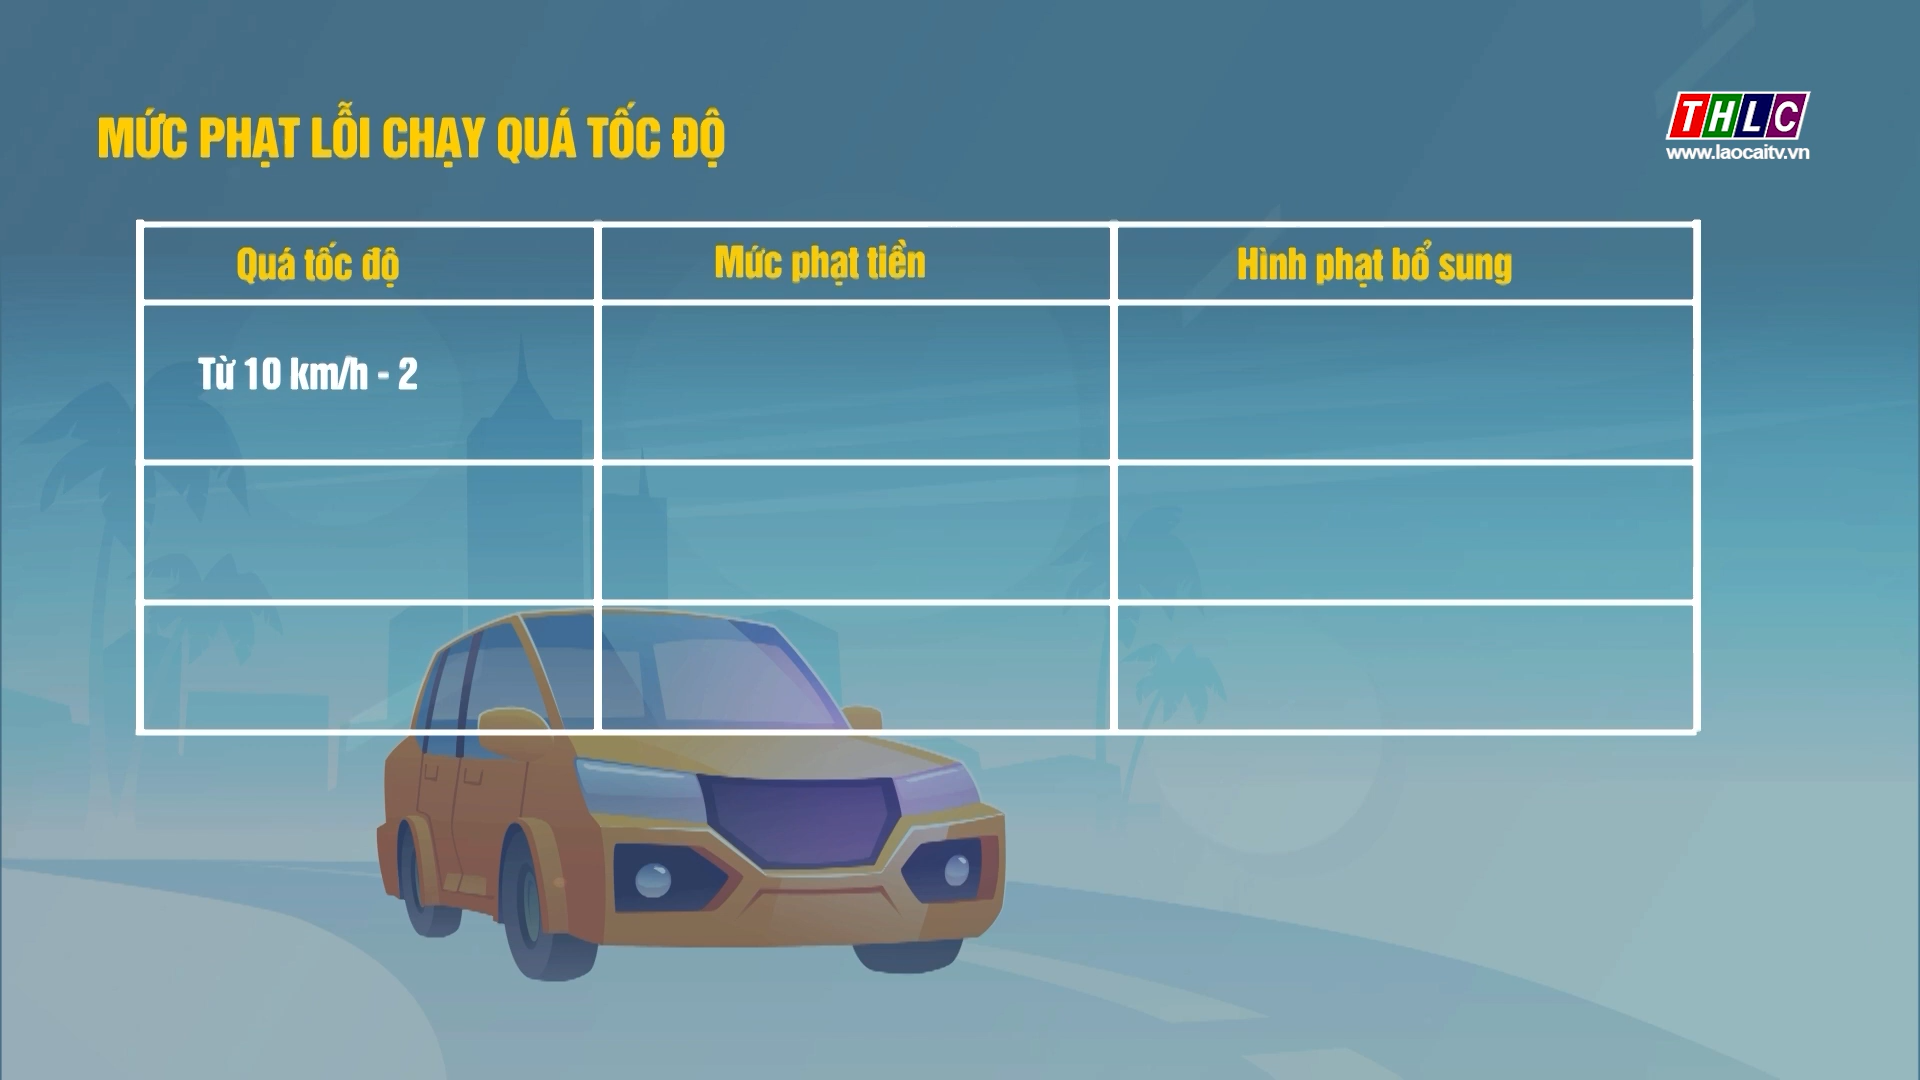 MỨC PHẠT LỖI CHẠY QUÁ TỐC ĐỘ
THLC
www.laocaitv.vn
Quá tốc độ
Mức phạt tiền
Hình phạt bổ sung
Từ 10 km/h - 2